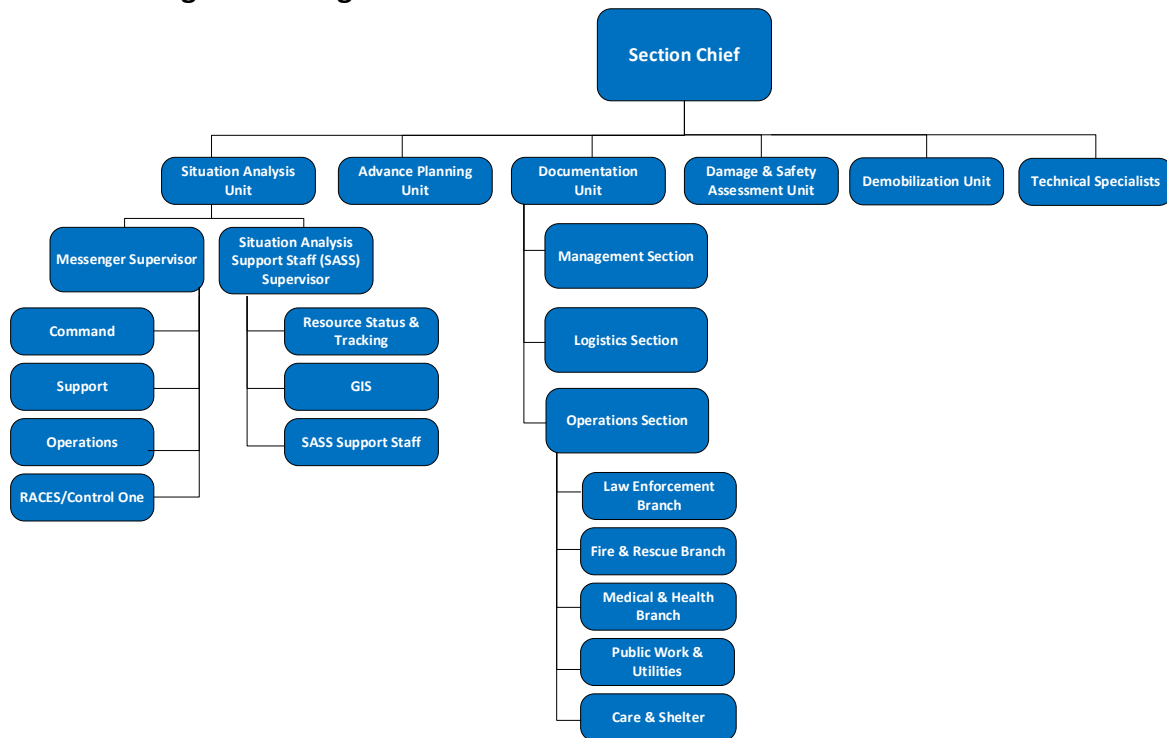 Section Chief
Situation Analysis
Unit
Advance Planning
Unit
Documentation
Unit
Damage & Safety
Assessment Unit
Demobilization Unit
Technical Specialists
Messenger Supervisor
Situation Analysis
Support Staff (SASS)
Supervisor
Command
Support
Operations
RACES/Control One
Resource Status &
Tracking
GIS
SASS Support Staff
Management Section
Logistics Section
Operations Section
Law Enforcement
Branch
Fire & Rescue Branch
Medical & Health
Branch
Public Work &
Utilities
Care & Shelter